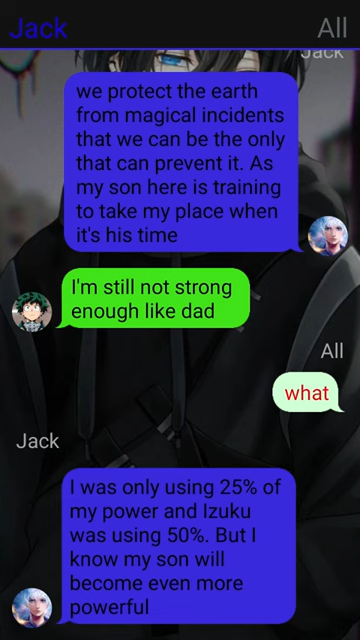 Jack
All
Jack
we protect the earth
from magical incidents
that we can be the only
that can prevent it. As
my son here is training
to take my place when
it's his time
I'm still not strong
enough like dad
All
what
Jack
I was only using 25% of
my power and Izuku
was using 50%. But I
know my son will
become even more
powerful